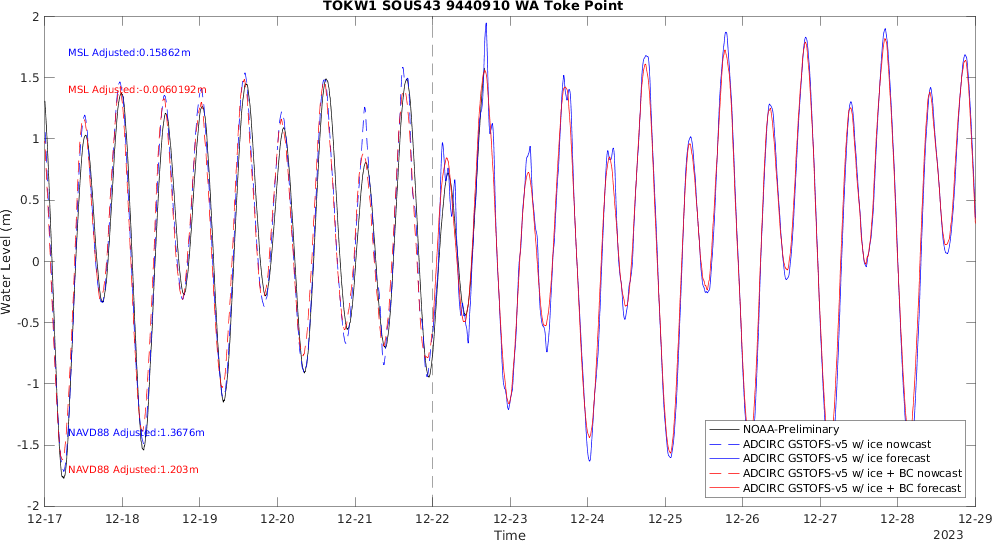 TOKW1 SOUS43 9440910 WA Toke Point
Water Level (m)
2
1.5
1
0.5
0
-0.5
-1
-1.5
-2
MSL Adjusted:0.15862m
MSL Adjusted:-0.0060192m
NAVD88 Adjusted:1.3676m
NAVD88 Adjusted:1.203m
NOAA-Preliminary
ADCIRC GSTOFS-v5 w/ ice nowcast
ADCIRC GSTOFS-v5 w/ ice forecast
ADCIRC GSTOFS-v5 w/ ice + BC nowcast
ADCIRC GSTOFS-v5 w/ ice + BC forecast
12-17 12-18 12-19 12-20 12-21 12-22 12-23 12-24 12-25 12-26 12-27 12-28 12-29
Time
2023